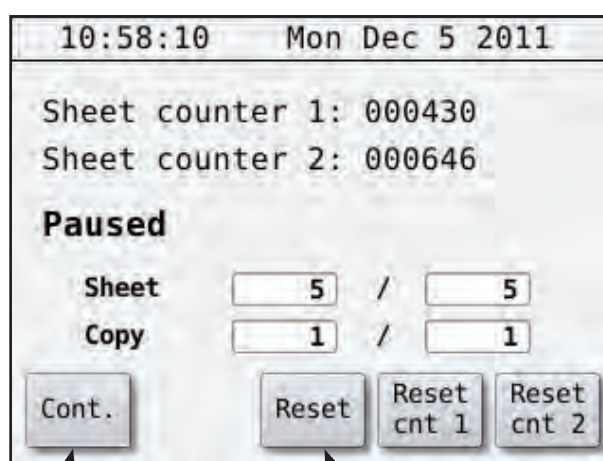 10:58:10 Mon Dec 5 2011
Sheet counter 1: 000430
Sheet counter 2: 000646
Paused
Sheet 5 / 5
Copy 1 / 1
Cont. Reset Reset cnt 1 Reset cnt 2